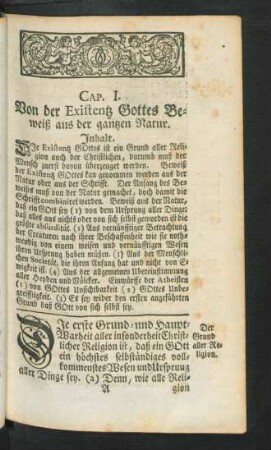 CAP. I.
Von der Existentz Gottes Be-
weiß aus der gantzen Natur.
Inhalt.
Die Existentz GOttes ist ein Grund aller Reli-
gion auch der Christlichen, darumb muß der
Mensch zuerst davon überzeuget werden. Beweiß
der Existentz GOttes kan genommen werden aus der
Natur oder aus der Schrifft. Der Anfang des Be-
weises muß von der Natur gemachet, doch damit die
Schrifft combiniret werden. Beweiß aus der Natur,
daß ein GOtt sey (1) von dem Ursprung aller Dinge:
daß alles aus nichts oder von sich selbst geworden ist das
gröste absurdität. (2) Aus vernünfftiger Betrachtung
der Creaturen nach ihrer Beschaffenheit wie sie vorha-
wendig von einem weisen und vernünfftigen Wesen
ihren Ursprung haben müssen. (3) Aus der Menschli-
chen Societät, die ihren Anfang hat und nicht von E-
wigkeit ist. (4) Aus der allgemeinen Übereinstimmung
aller Heyden und Völcker. Einwürffe der Atheisten
(1) von GOttes Unsichtbarkeit (2) GOttes Unbe-
greifligkeit. (3) Es sey wider den ersten angeführten
Grund daß GOtt von sich selbst sey.
Die erste Grund- und Haupt-
Warheit aller insonderheit Christ-
licher Religion ist, daß ein GOtt
ein höchstes selbständiges voll-
kommenstes Wesen und Ursprung
aller Dinge sey. (2) Denn, wie alle Reli-
A gion
Der
Grund
aller Re-
ligion.